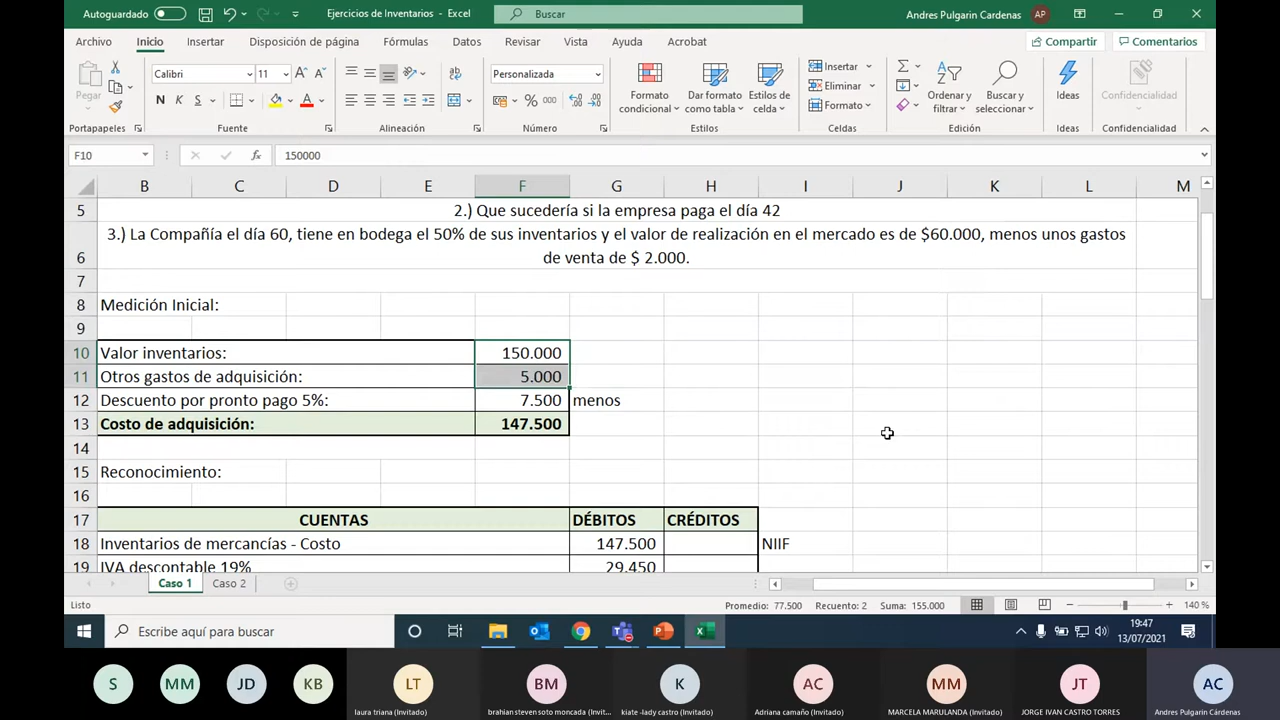 Autoguardado
Ejercicios de Inventarios - Excel
Buscar
Andres Pulgarin Cardenas
AP
Archivo Inicio Insertar Disposición de página Fórmulas Datos Revisar Vista Ayuda Acrobat
Compartir Comentarios
Pegar
Calibri 11
N K S
Personalizada
% 000
Formato condicional
Dar formato como tabla
Estilos de celda
Insertar
Eliminar
Formato
Ordenar y filtrar
Buscar y seleccionar
Ideas
Confidencialidad
Portapapeles Fuente Alineación Número Estilos Celdas Edición Ideas Confidencialidad
F10 fx 150000
B C D E F G H I J K L M
5 2.) Que sucedería si la empresa paga el día 42
3.) La Compañía el día 60, tiene en bodega el 50% de sus inventarios y el valor de realización en el mercado es de $60.000, menos unos gastos
6 de venta de $ 2.000.
7
8 Medición Inicial:
9
10 Valor inventarios: 150.000
11 Otros gastos de adquisición: 5.000
12 Descuento por pronto pago 5%: 7.500 menos
13 Costo de adquisición: 147.500
14
15 Reconocimiento:
16
17 CUENTAS DÉBITOS CRÉDITOS
18 Inventarios de mercancías - Costo 147.500 NIIF
19 IVA descontable 19% 29.450
Caso 1 Caso 2
Listo Promedio: 77.500 Recuento: 2 Suma: 155.000 140 %
Escribe aquí para buscar
19:47
13/07/2021
S MM JD KB LT BM K AC MM JT AC
laura triana (Invitado) brahian steven soto moncada (Invit... kiate -lady castro (Invitado) Adriana camaño (Invitado) MARCELA MARULANDA (Invitado) JORGE IVAN CASTRO TORRES Andres Pulgarin Cárdenas